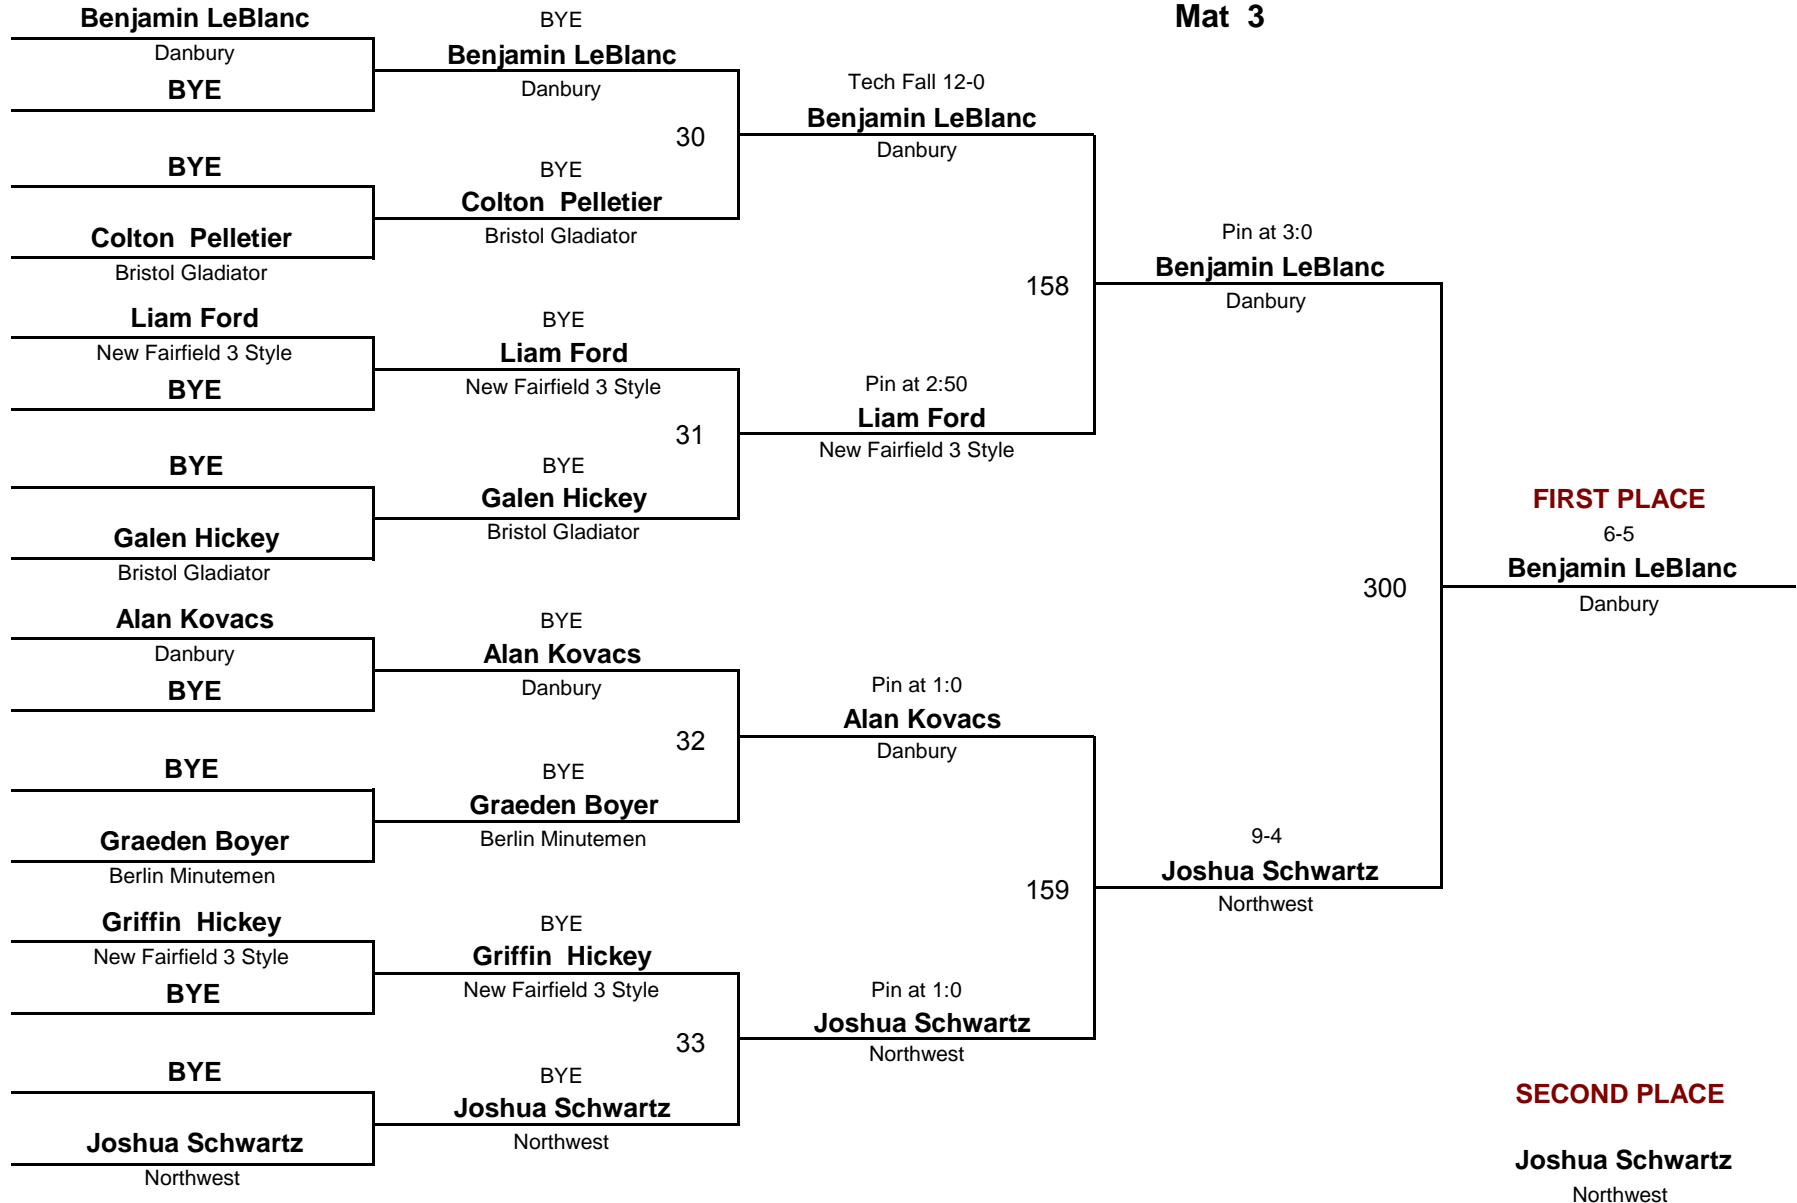 Mat 3
Benjamin LeBlanc
Danbury
BYE
BYE
Colton Pelletier
Bristol Gladiator
Liam Ford
New Fairfield 3 Style
BYE
BYE
Galen Hickey
Bristol Gladiator
Alan Kovacs
Danbury
BYE
BYE
Graeden Boyer
Berlin Minutemen
Griffin Hickey
New Fairfield 3 Style
BYE
BYE
Joshua Schwartz
Northwest
BYE
Benjamin LeBlanc
Danbury
30
BYE
Colton Pelletier
Bristol Gladiator
BYE
Liam Ford
New Fairfield 3 Style
31
BYE
Galen Hickey
Bristol Gladiator
BYE
Alan Kovacs
Danbury
32
BYE
Graeden Boyer
Berlin Minutemen
BYE
Griffin Hickey
New Fairfield 3 Style
33
BYE
Joshua Schwartz
Northwest
Tech Fall 12-0
Benjamin LeBlanc
Danbury
158
Pin at 2:50
Liam Ford
New Fairfield 3 Style
Pin at 1:0
Alan Kovacs
Danbury
159
Pin at 1:0
Joshua Schwartz
Northwest
Pin at 3:0
Benjamin LeBlanc
Danbury
300
9-4
Joshua Schwartz
Northwest
FIRST PLACE
6-5
Benjamin LeBlanc
Danbury
SECOND PLACE
Joshua Schwartz
Northwest